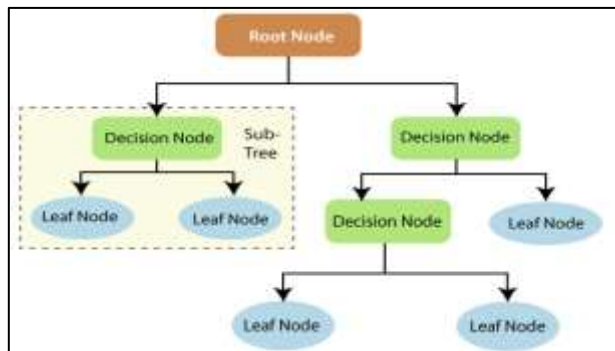 Root Node
Decision Node
Sub-
Tree
Decision Node
Leaf Node
Leaf Node
Decision Node
Leaf Node
Leaf Node
Leaf Node